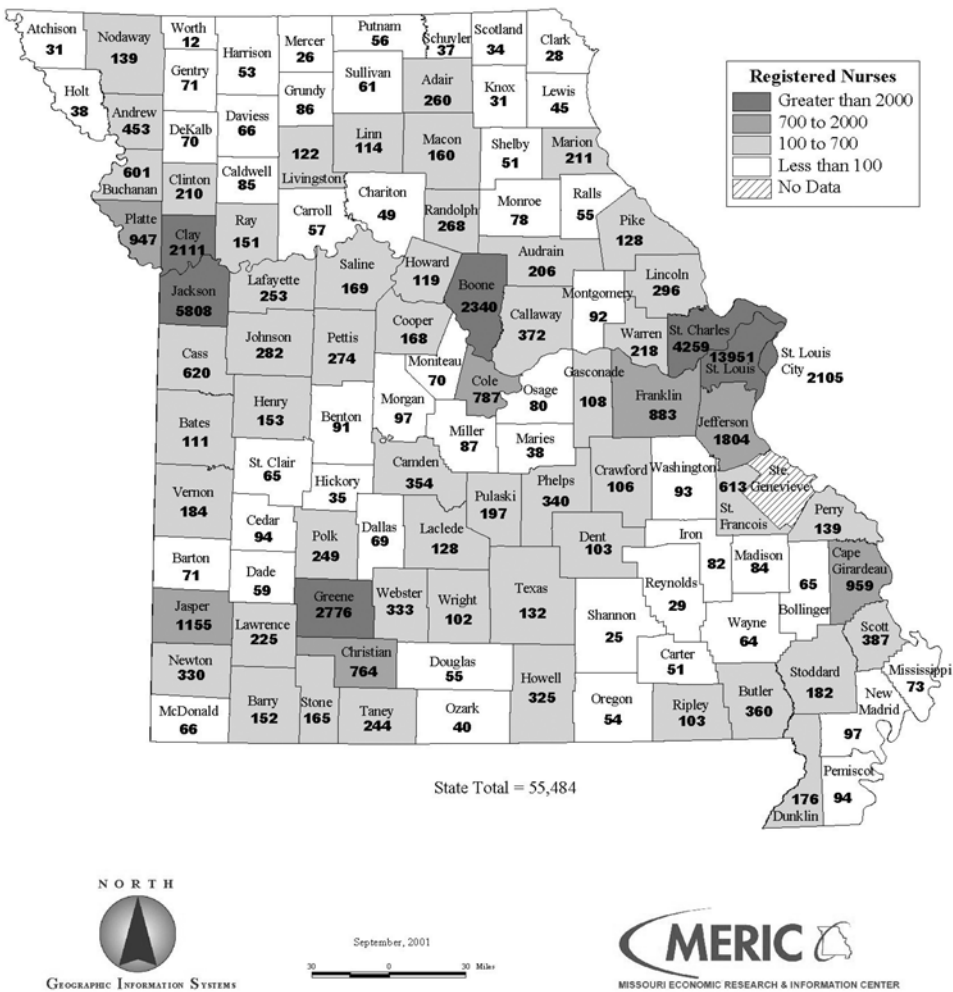 Atchison
31
Nodaway
139
Worth
12
Harrison
53
Mercer
26
Putnam
56
Schuyler
37
Scotland
34
Clark
28
Holt
38
Gentry
71
Grundy
86
Sullivan
61
Adair
260
Knox
31
Lewis
45
Registered Nurses
Greater than 2000
700 to 2000
100 to 700
Less than 100
No Data
Andrew
453
DeKalb
70
Daviess
66
122
Livingston
Linn
114
Macon
160
Shelby
51
Marion
211
601
Buchanan
Clinton
210
Caldwell
85
Carroll
57
Chariton
49
Randolph
268
Monroe
78
Ralls
55
Pike
128
Platte
947
Clay
2111
Ray
151
Saline
169
Howard
119
Boone
2340
Audrain
206
Lincoln
296
Jackson
5808
Lafayette
253
Cooper
168
Callaway
372
Montgomery
92
Warren
218
St. Charles
4259
13951
St. Louis
St. Louis
City 2105
Cass
620
Johnson
282
Pettis
274
Moniteau
70
Cole
787
Osage
80
Gasconade
108
Franklin
883
Jefferson
1804
Bates
111
Henry
153
Benton
91
Morgan
97
Miller
87
Maries
38
St. Clair
65
Hickory
35
Camden
354
Pulaski
197
Phelps
340
Crawford
106
Washington
93
613
St.
Francois
Ste.
Genevieve
Perry
139
Vernon
184
Cedar
94
Polk
249
Dallas
69
Laclede
128
Dent
103
Iron
82
Madison
84
65
Bollinger
Cape
Girardeau
959
Barton
71
Dade
59
Greene
2776
Webster
333
Wright
102
Texas
132
Shannon
25
Reynolds
29
Wayne
64
Scott
387
Jasper
1155
Lawrence
225
Christian
764
Douglas
55
Howell
325
Carter
51
Stoddard
182
Mississippi
73
Newton
330
McDonald
66
Barry
152
Stone
165
Taney
244
Ozark
40
Oregon
54
Ripley
103
Butler
360
New
Madrid
97
176
Dunklin
Pemiscot
94
State Total = 55,484
NORTH
GEOGRAPHIC INFORMATION SYSTEMS
September, 2001
30 0 30 Miles
MERIC
MISSOURI ECONOMIC RESEARCH & INFORMATION CENTER